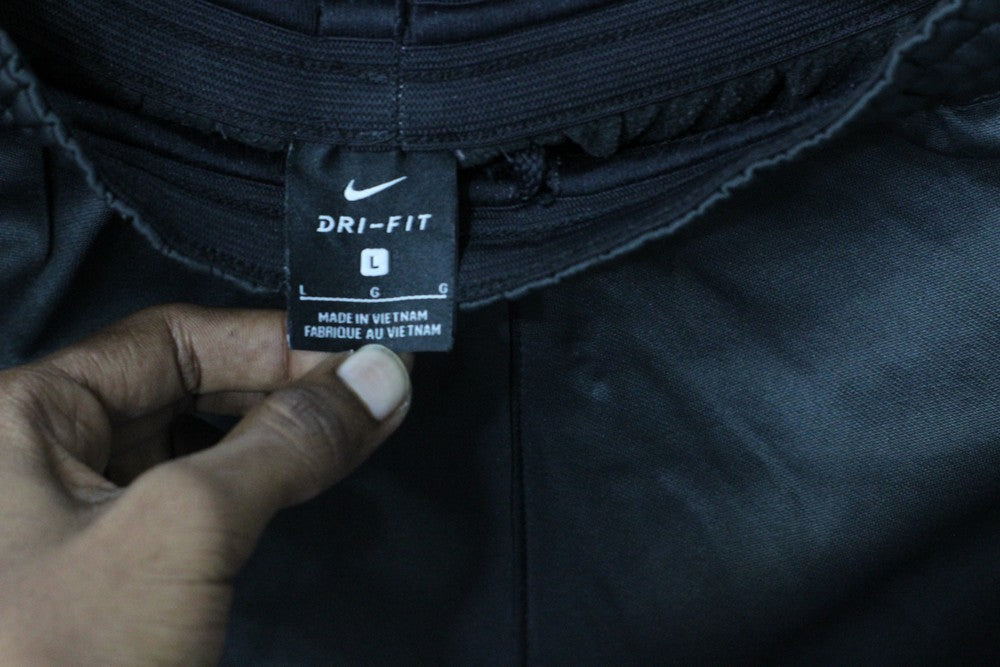 DRI-FIT
L
L G G
MADE IN VIETNAM
FABRIQUE AU VIETNAM